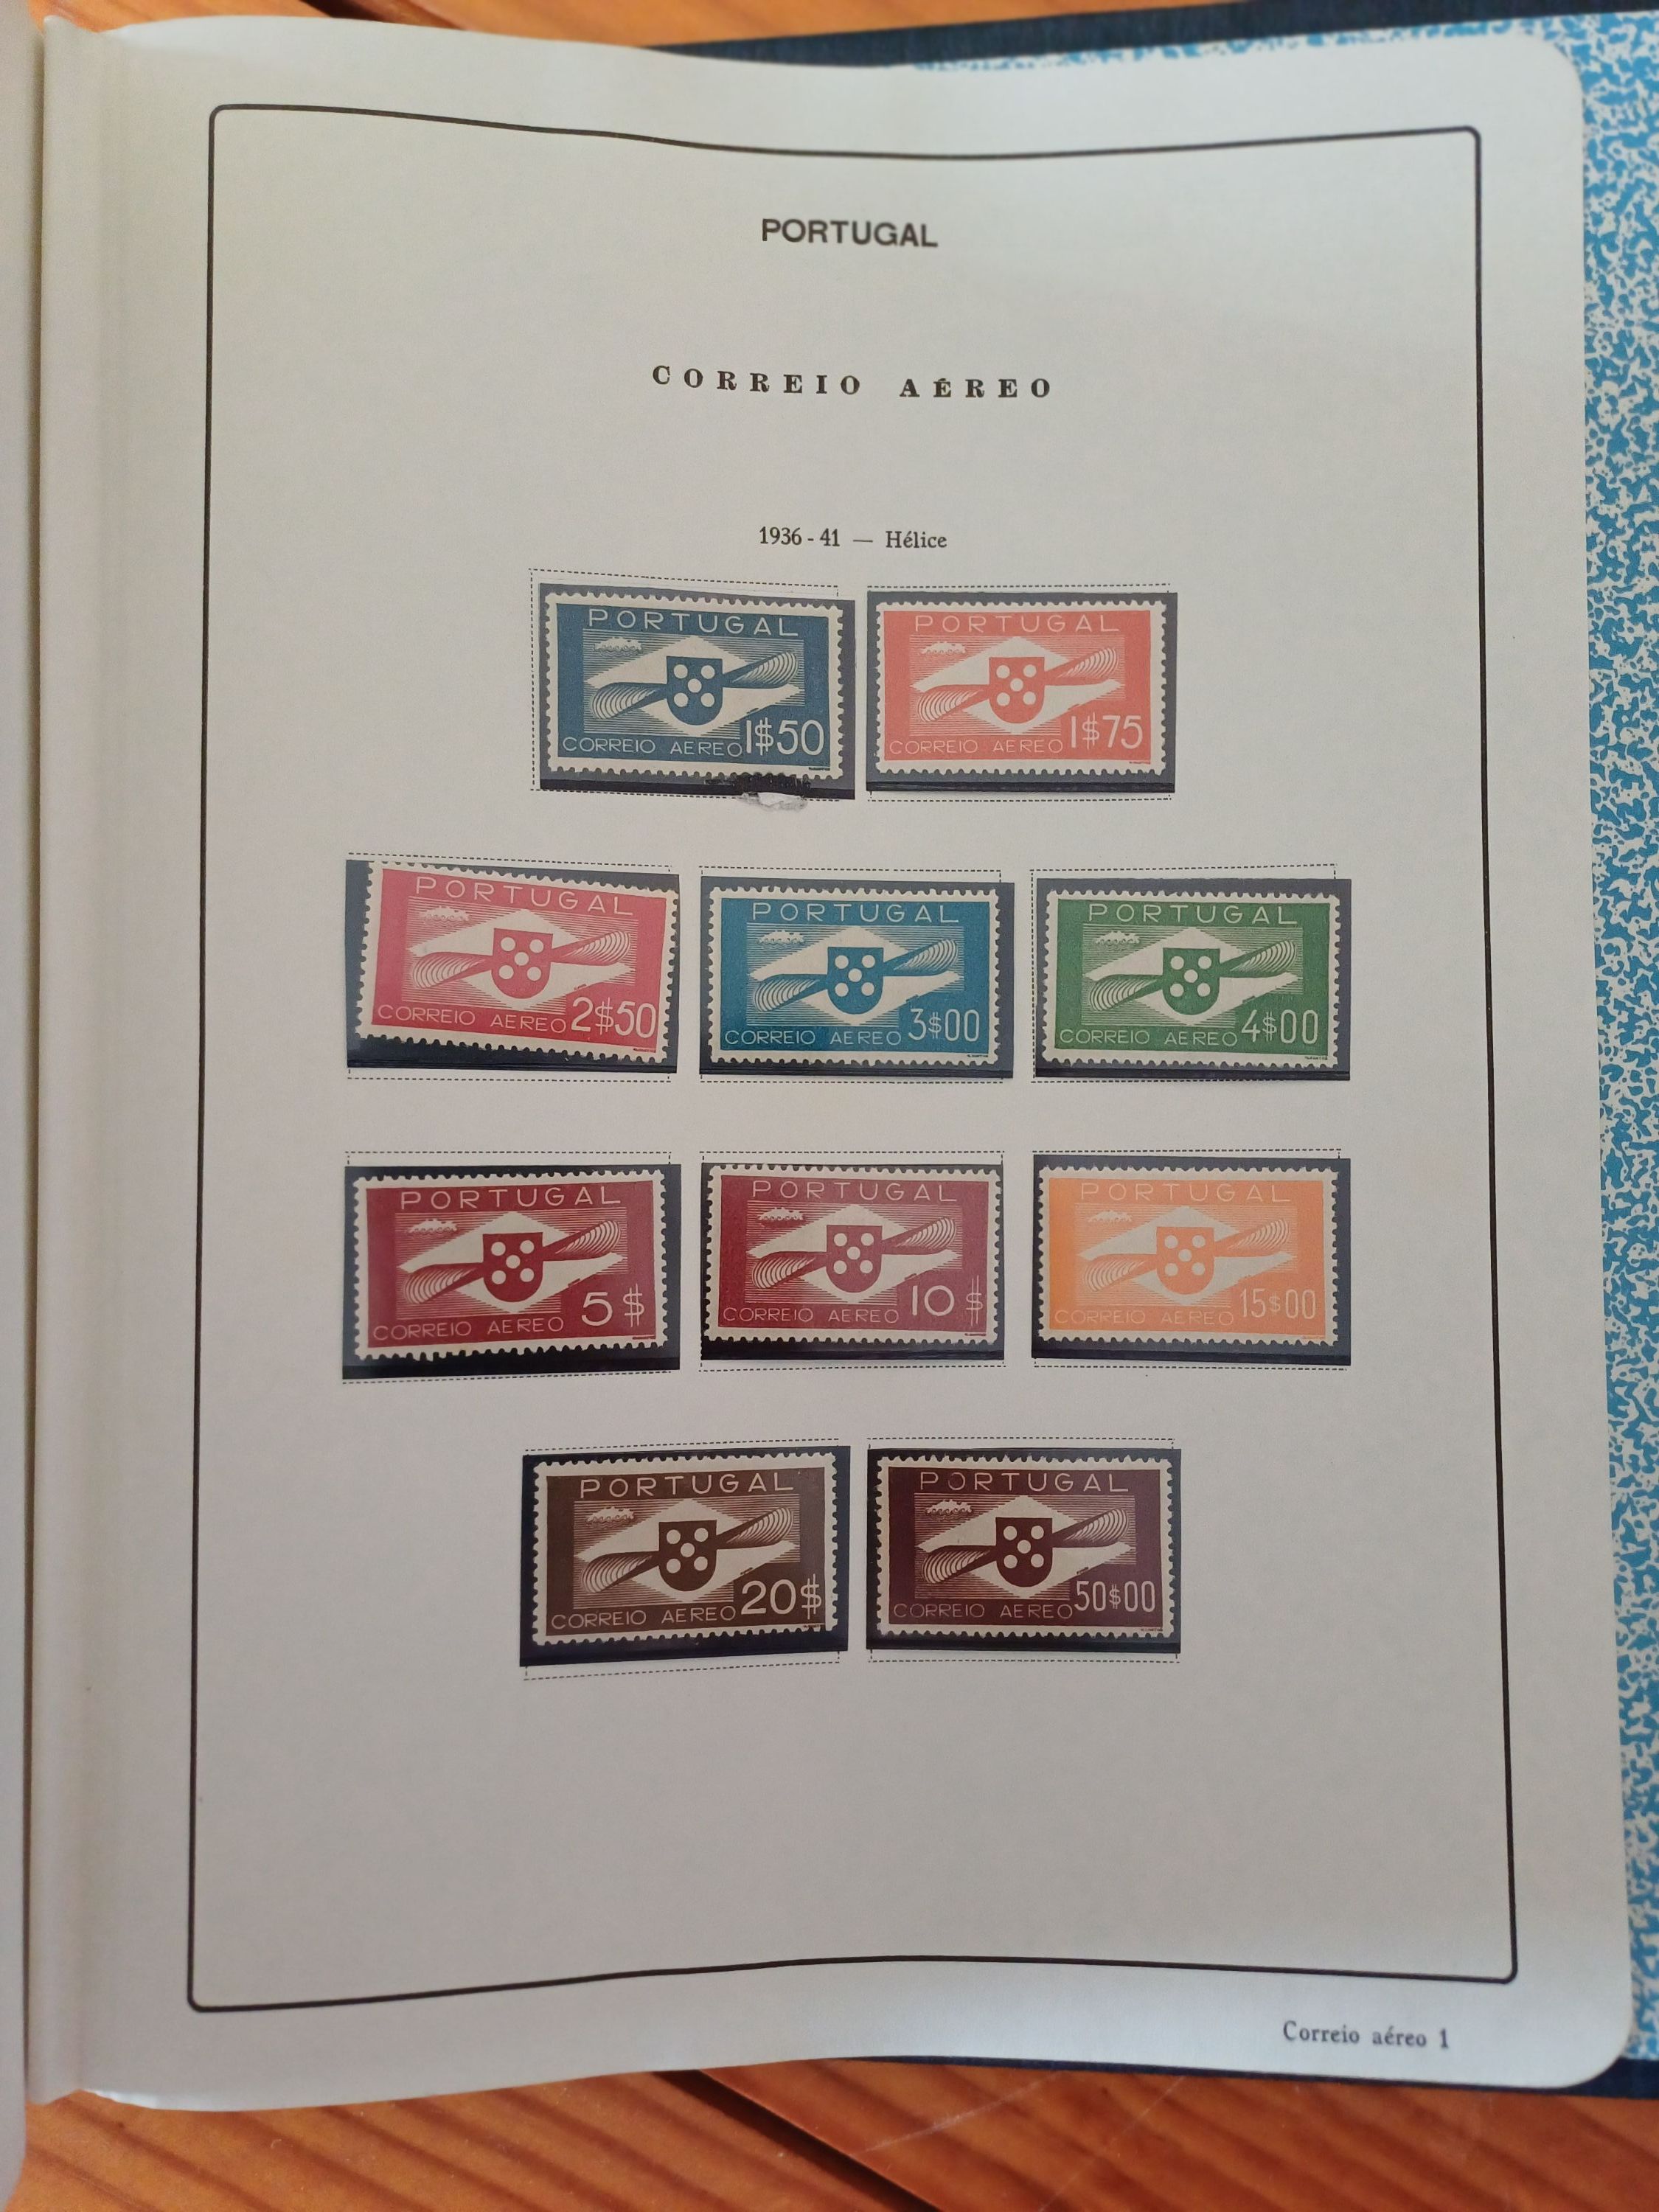 PORTUGAL
CORREIO AÉREO
1936 - 41 — Hélice
PORTUGAL
CORREIO AEREO 1$50
PORTUGAL
CORREIO AEREO 1$75
PORTUGAL
CORREIO AEREO 2$50
PORTUGAL
CORREIO AEREO 3$00
PORTUGAL
CORREIO AEREO 4$00
PORTUGAL
CORREIO AEREO 5$
PORTUGAL
CORREIO AEREO 10$
PORTUGAL
CORREIO AEREO 15$00
PORTUGAL
CORREIO AEREO 20$
PORTUGAL
CORREIO AEREO 50$00
Correio aéreo 1